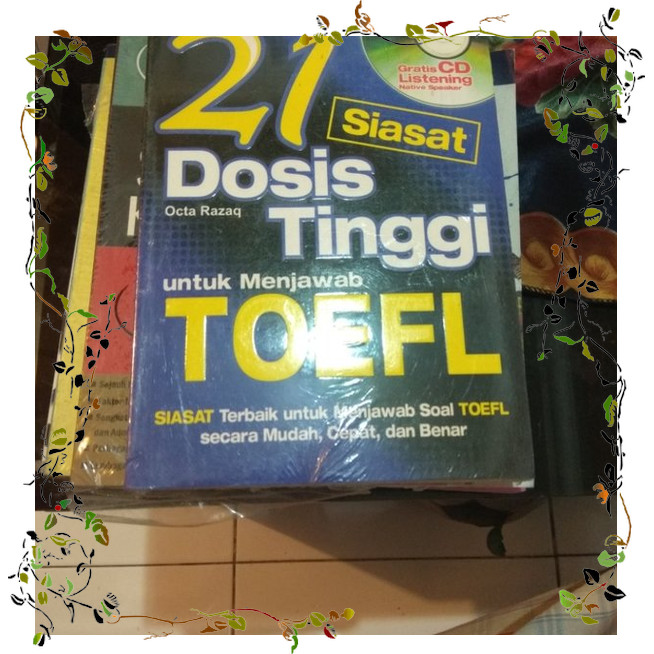 21
Gratis CD
Listening
Native Speaker
Siasat
Dosis
Octa Razaq
Tinggi
untuk Menjawab
TOEFL
SIASAT Terbaik untuk Menjawab Soal TOEFL
secara Mudah, Cepat, dan Benar